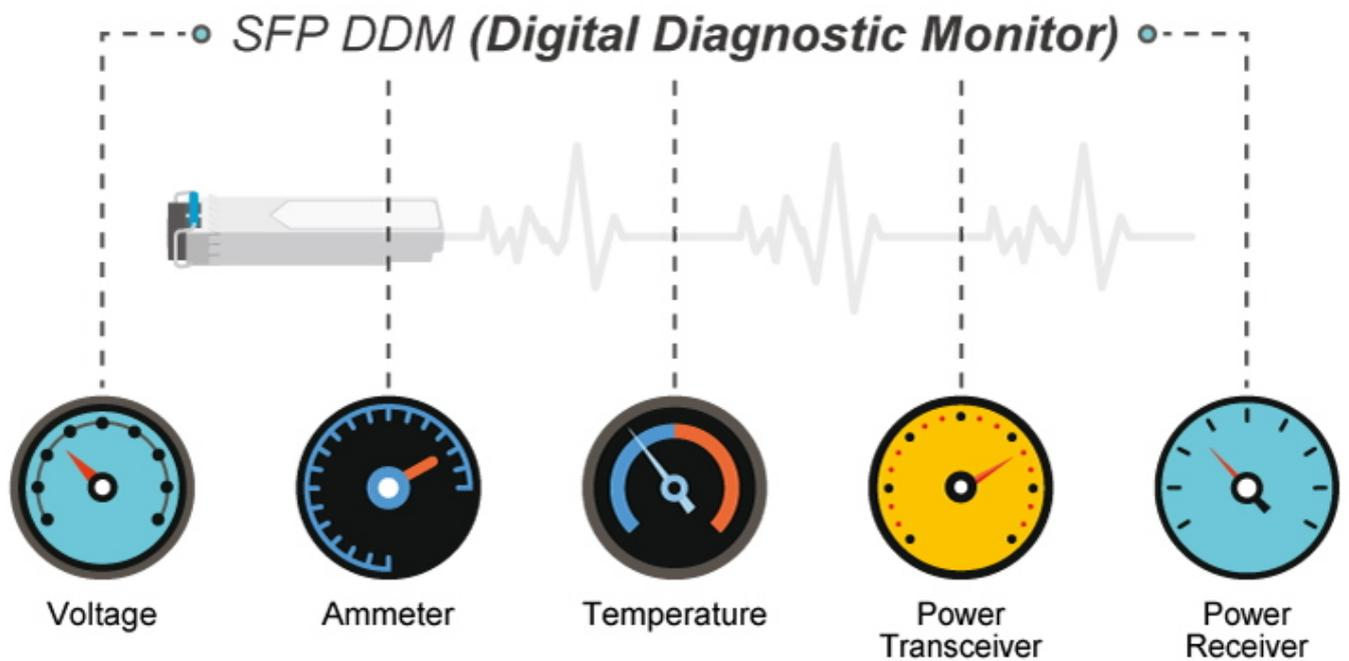 SFP DDM (Digital Diagnostic Monitor)
Voltage
Ammeter
Temperature
Power
Transceiver
Power
Receiver